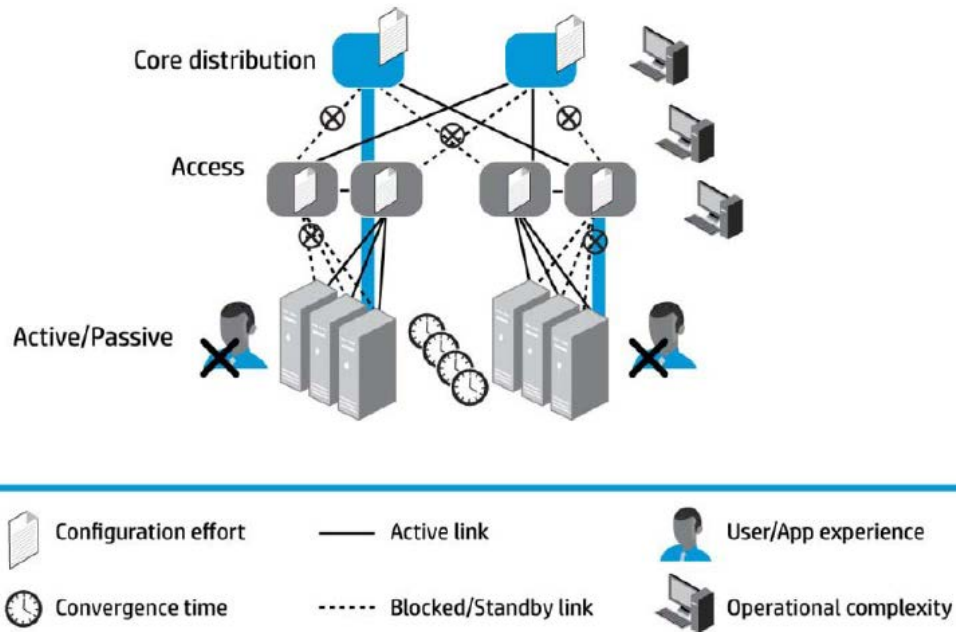 Core distribution
Access
Active/Passive
Configuration effort
Active link
User/App experience
Convergence time
Blocked/Standby link
Operational complexity